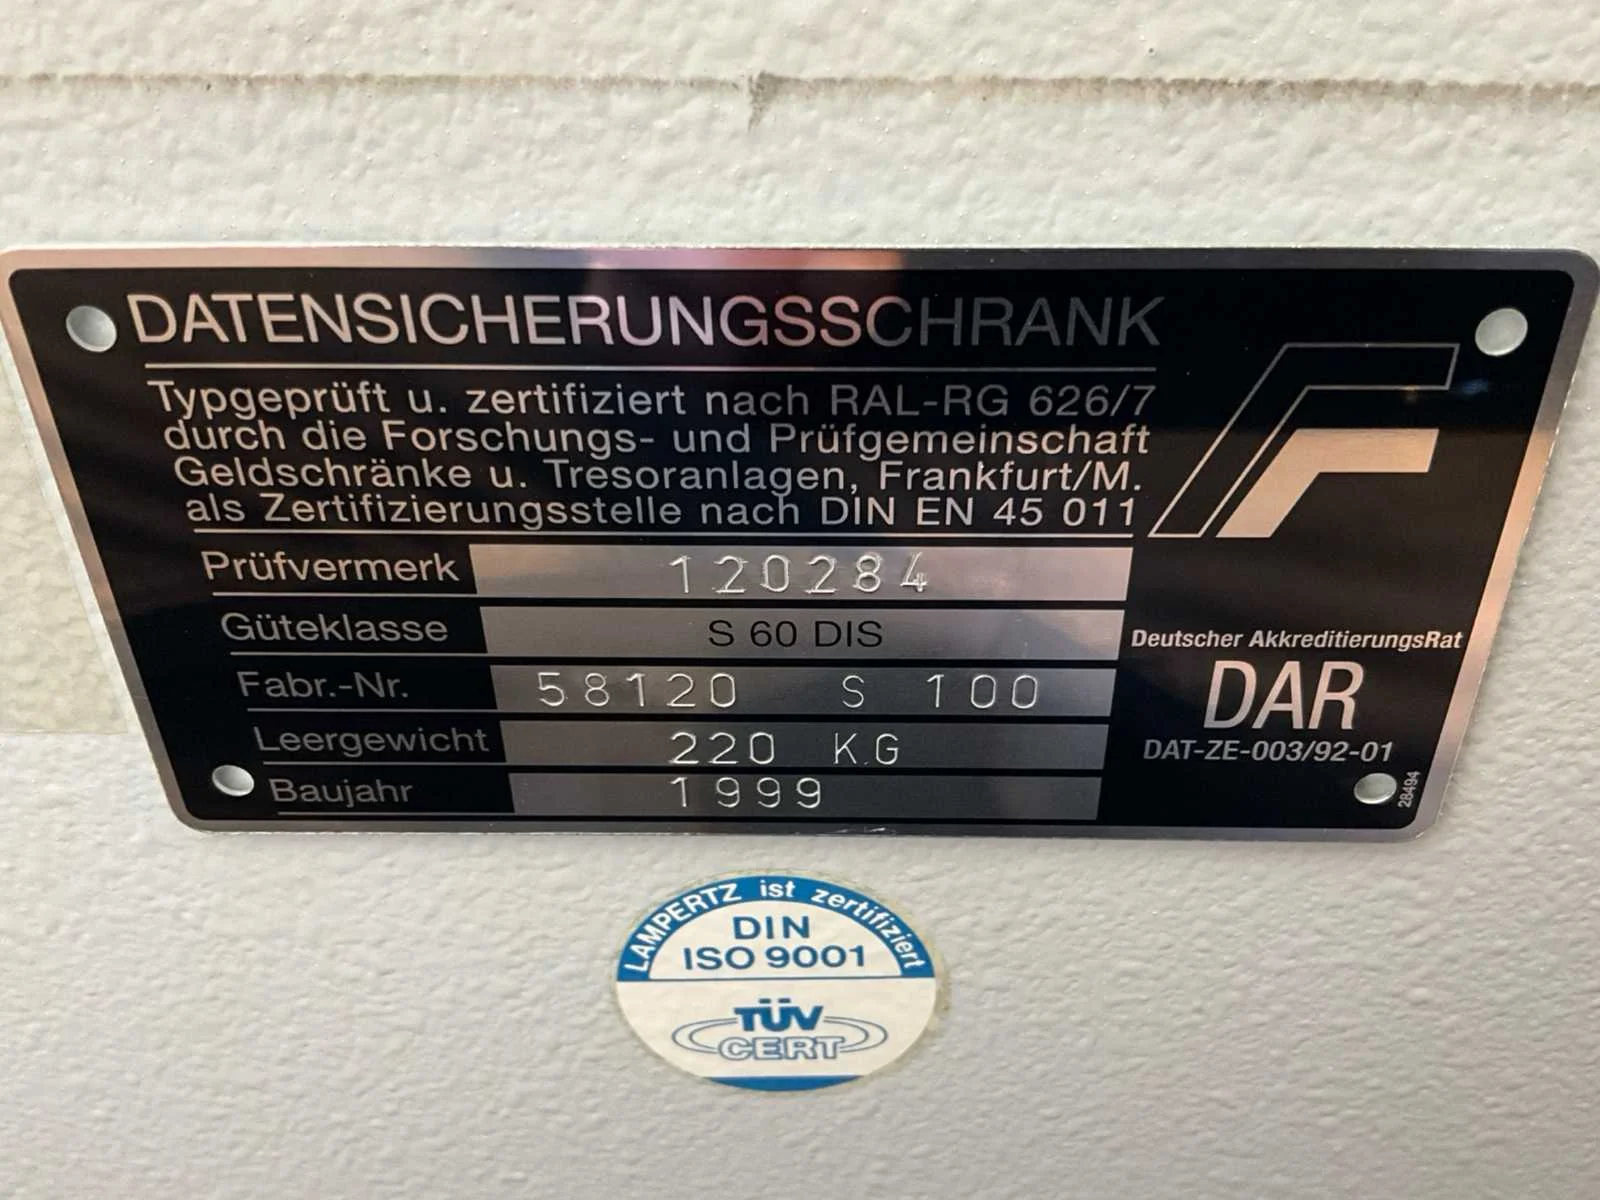 DATENSICHERUNGSSCHRANK
Typgeprüft u. zertifiziert nach RAL-RG 626/7
durch die Forschungs- und Prüfgemeinschaft
Geldschränke u. Tresoranlagen, Frankfurt/M.
als Zertifizierungsstelle nach DIN EN 45 011
Prüfvermerk 120284
Güteklasse S 60 DIS
Fabr.-Nr. 58120 S 100
Leergewicht 220 KG
Baujahr 1999
Deutscher AkkreditierungsRat
DAR
DAT-ZE-003/92-01
28494
LAMPERTZ ist zertifiziert
DIN
ISO 9001
TÜV
CERT